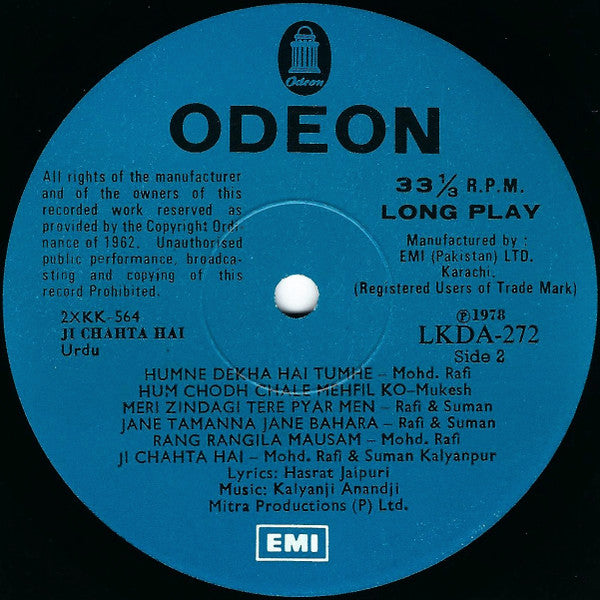 Odeon
ODEON
All rights of the manufacturer
and of the owners of this
recorded work reserved as
provided by the Copyright Ordi-
nance of 1962. Unauthorised
public performance, broadca-
sting and copying of this
record Prohibited.
33⅓ R.P.M.
LONG PLAY
Manufactured by :
EMI (Pakistan) LTD.
Karachi.
(Registered Users of Trade Mark)
2XKK-564
JI CHAHTA HAI
Urdu
℗1978
LKDA-272
Side 2
HUMNE DEKHA HAI TUMHE – Mohd. Rafi
HUM CHODH CHALE MEHFIL KO–Mukesh
MERI ZINDAGI TERE PYAR MEN – Rafi & Suman
JANE TAMANNA JANE BAHARA – Rafi & Suman
RANG RANGILA MAUSAM – Mohd. Rafi
JI CHAHTA HAI – Mohd. Rafi & Suman Kalyanpur
Lyrics: Hasrat Jaipuri
Music: Kalyanji Anandji
Mitra Productions (P) Ltd.
EMI